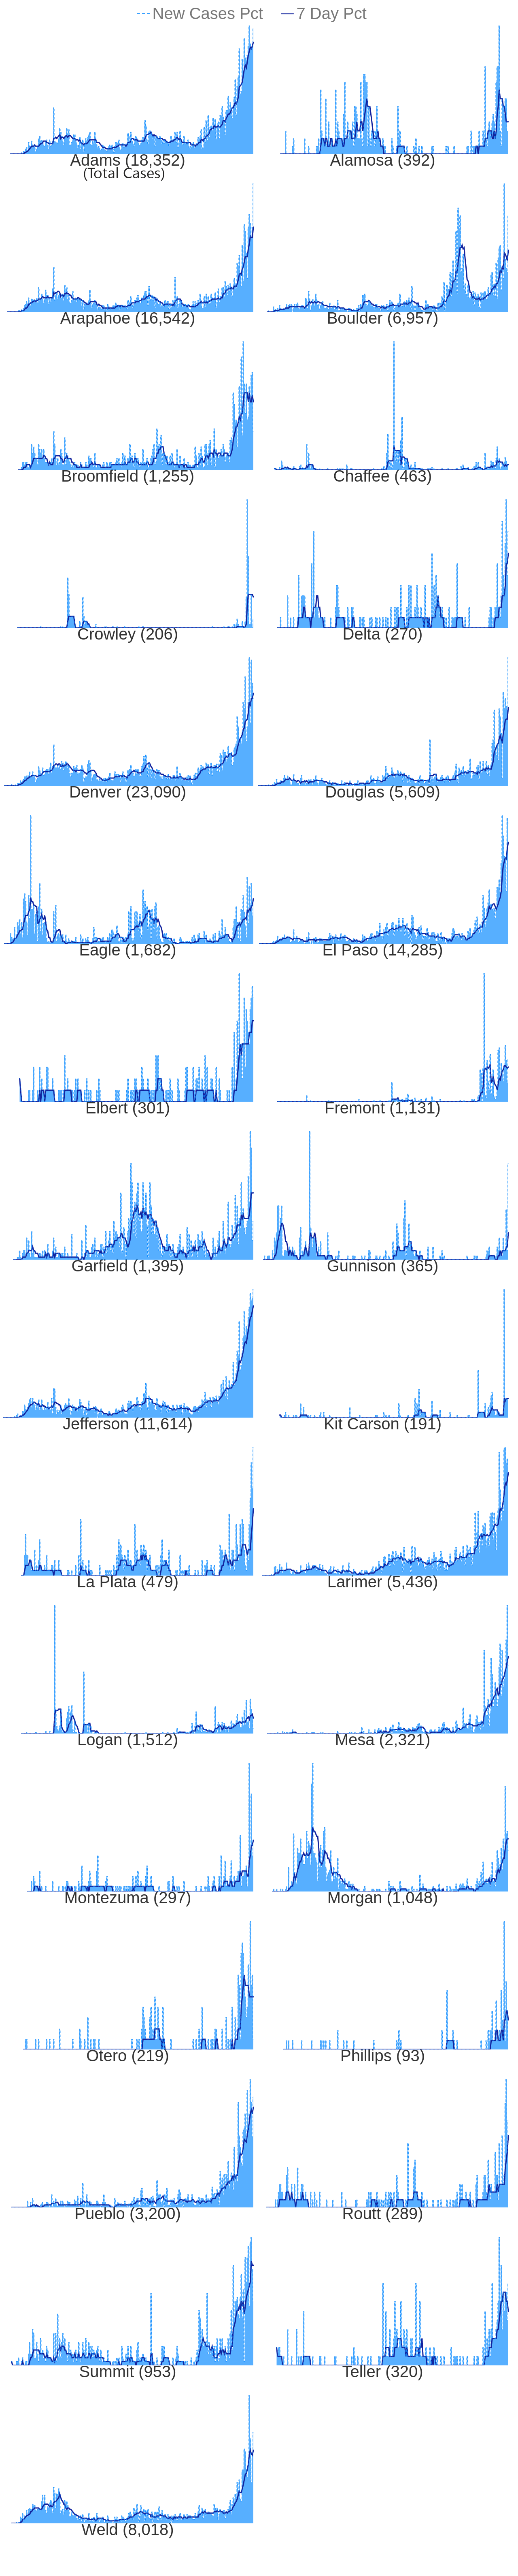 New Cases Pct 7 Day Pct
Adams (18,352) Alamosa (392)
(Total Cases)
Arapahoe (16,542) Boulder (6,957)
Broomfield (1,255) Chaffee (463)
Crowley (206) Delta (270)
Denver (23,090) Douglas (5,609)
Eagle (1,682) El Paso (14,285)
Elbert (301) Fremont (1,131)
Garfield (1,395) Gunnison (365)
Jefferson (11,614) Kit Carson (191)
La Plata (479) Larimer (5,436)
Logan (1,512) Mesa (2,321)
Montezuma (297) Morgan (1,048)
Otero (219) Phillips (93)
Pueblo (3,200) Routt (289)
Summit (953) Teller (320)
Weld (8,018)